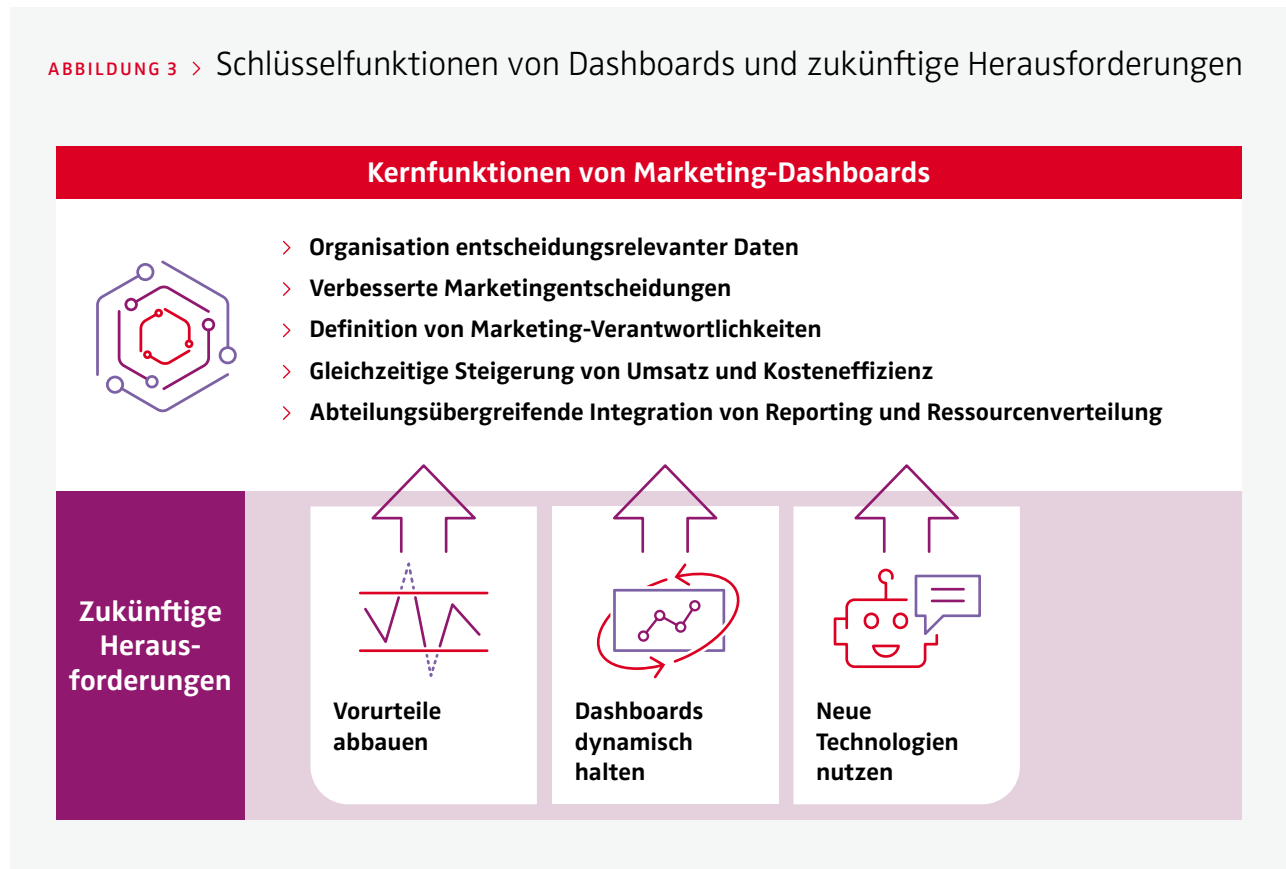 ABBILDUNG 3 > Schlüsselfunktionen von Dashboards und zukünftige Herausforderungen
Kernfunktionen von Marketing-Dashboards
> Organisation entscheidungsrelevanter Daten
> Verbesserte Marketingentscheidungen
> Definition von Marketing-Verantwortlichkeiten
> Gleichzeitige Steigerung von Umsatz und Kosteneffizienz
> Abteilungsübergreifende Integration von Reporting und Ressourcenverteilung
Zukünftige
Heraus-
forderungen
Vorurteile
abbauen
Dashboards
dynamisch
halten
Neue
Technologien
nutzen